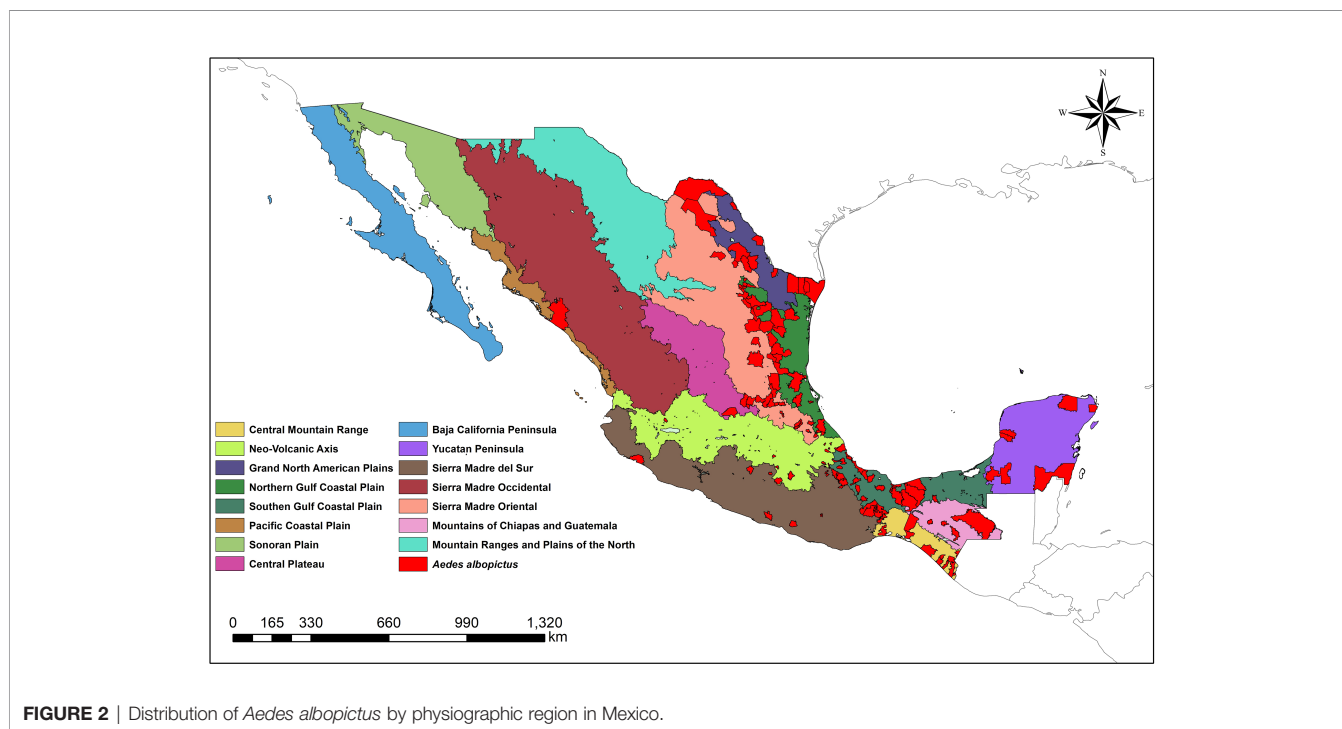 N
W E
S
Central Mountain Range
Neo-Volcanic Axis
Grand North American Plains
Northern Gulf Coastal Plain
Southen Gulf Coastal Plain
Pacific Coastal Plain
Sonoran Plain
Central Plateau
Baja California Peninsula
Yucatan Peninsula
Sierra Madre del Sur
Sierra Madre Occidental
Sierra Madre Oriental
Mountains of Chiapas and Guatemala
Mountain Ranges and Plains of the North
Aedes albopictus
0 165 330 660 990 1,320
km
FIGURE 2 | Distribution of Aedes albopictus by physiographic region in Mexico.